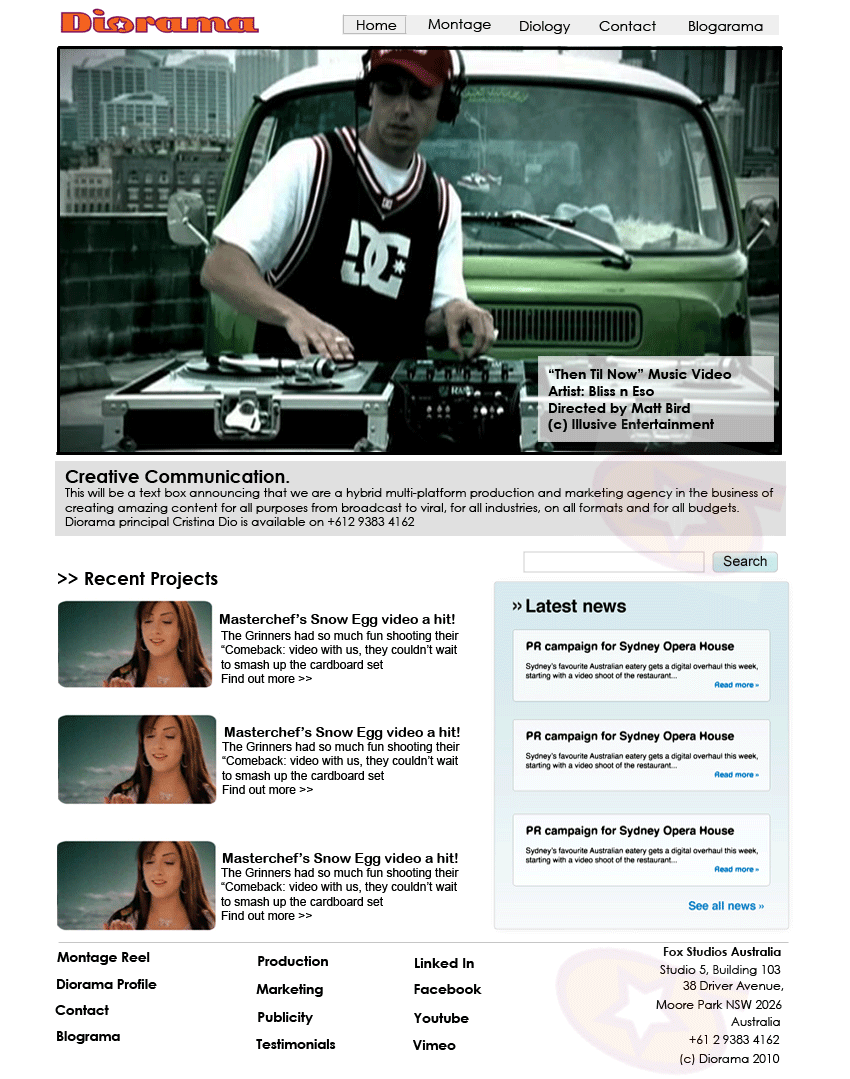 Diorama
Home Montage Diology Contact Blogarama
DC
“Then Til Now” Music Video
Artist: Bliss n Eso
Directed by Matt Bird
(c) Illusive Entertainment
Creative Communication.
This will be a text box announcing that we are a hybrid multi-platform production and marketing agency in the business of
creating amazing content for all purposes from broadcast to viral, for all industries, on all formats and for all budgets.
Diorama principal Cristina Dio is available on +612 9383 4162
Search
>> Recent Projects
Masterchef’s Snow Egg video a hit!
The Grinners had so much fun shooting their
“Comeback: video with us, they couldn’t wait
to smash up the cardboard set
Find out more >>
Masterchef’s Snow Egg video a hit!
The Grinners had so much fun shooting their
“Comeback: video with us, they couldn’t wait
to smash up the cardboard set
Find out more >>
Masterchef’s Snow Egg video a hit!
The Grinners had so much fun shooting their
“Comeback: video with us, they couldn’t wait
to smash up the cardboard set
Find out more >>
» Latest news
PR campaign for Sydney Opera House
Sydney’s favourite Australian eatery gets a digital overhaul this week,
starting with a video shoot of the restaurant...
Read more »
PR campaign for Sydney Opera House
Sydney’s favourite Australian eatery gets a digital overhaul this week,
starting with a video shoot of the restaurant...
Read more »
PR campaign for Sydney Opera House
Sydney’s favourite Australian eatery gets a digital overhaul this week,
starting with a video shoot of the restaurant...
Read more »
See all news »
Montage Reel
Diorama Profile
Contact
Blograma
Production
Marketing
Publicity
Testimonials
Linked In
Facebook
Youtube
Vimeo
Fox Studios Australia
Studio 5, Building 103
38 Driver Avenue,
Moore Park NSW 2026
Australia
+61 2 9383 4162
(c) Diorama 2010